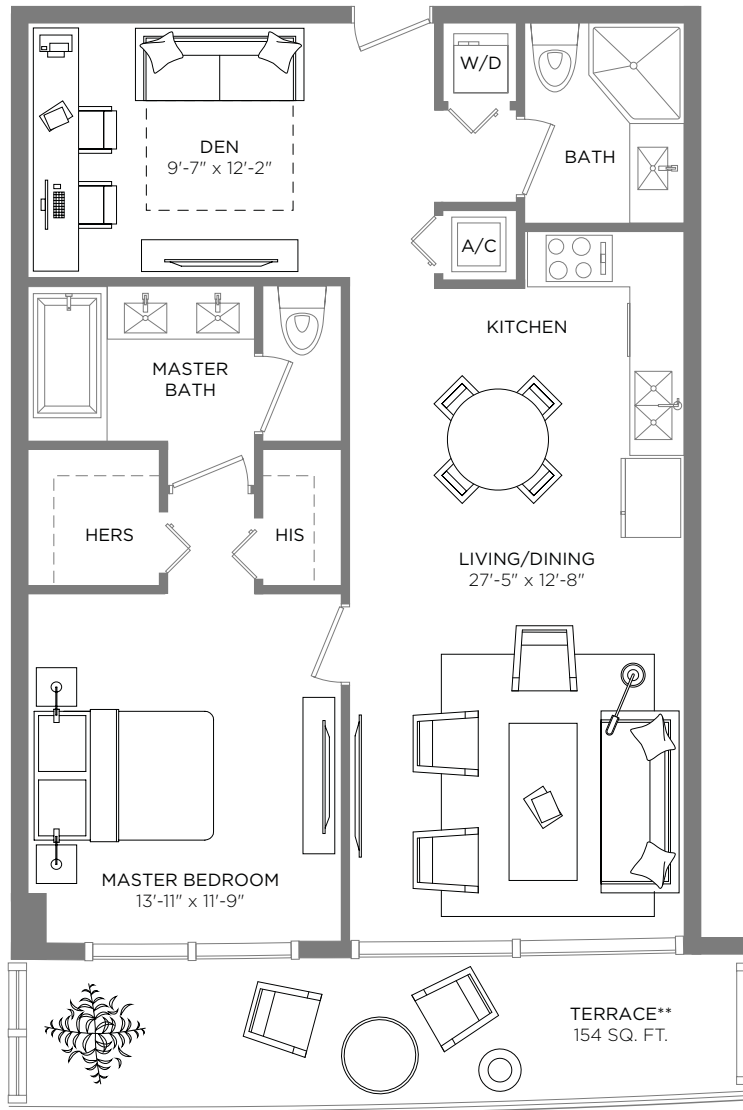 W/D
DEN
9'-7" x 12'-2"
BATH
A/C
KITCHEN
MASTER
BATH
HERS
HIS
LIVING/DINING
27'-5" x 12'-8"
MASTER BEDROOM
13'-11" x 11'-9"
TERRACE**
154 SQ. FT.